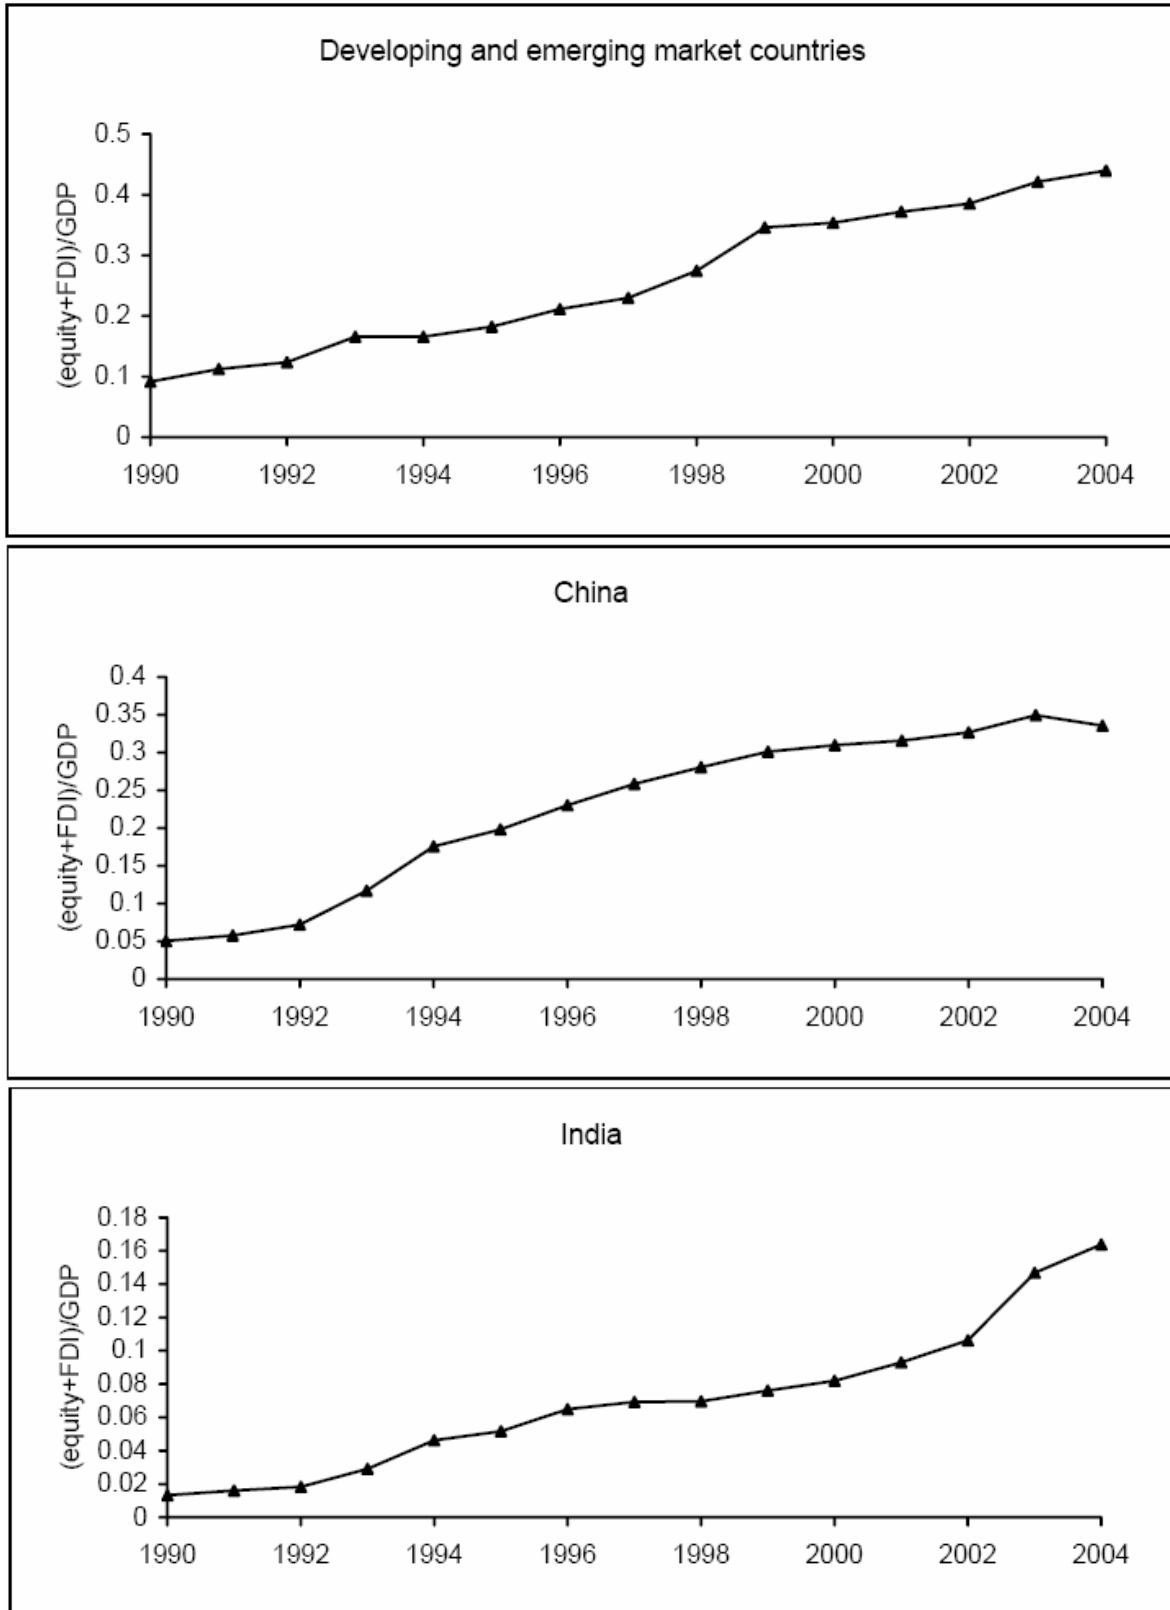 Developing and emerging market countries
(equity+FDI)/GDP
0.5
0.4
0.3
0.2
0.1
0
1990 1992 1994 1996 1998 2000 2002 2004
China
(equity+FDI)/GDP
0.4
0.35
0.3
0.25
0.2
0.15
0.1
0.05
0
1990 1992 1994 1996 1998 2000 2002 2004
India
(equity+FDI)/GDP
0.18
0.16
0.14
0.12
0.1
0.08
0.06
0.04
0.02
0
1990 1992 1994 1996 1998 2000 2002 2004